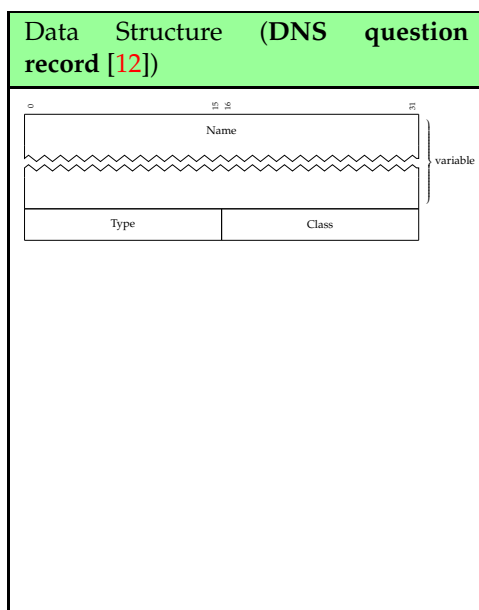 Data Structure (DNS question
record [12])
0 15 16 31
Name
variable
Type Class